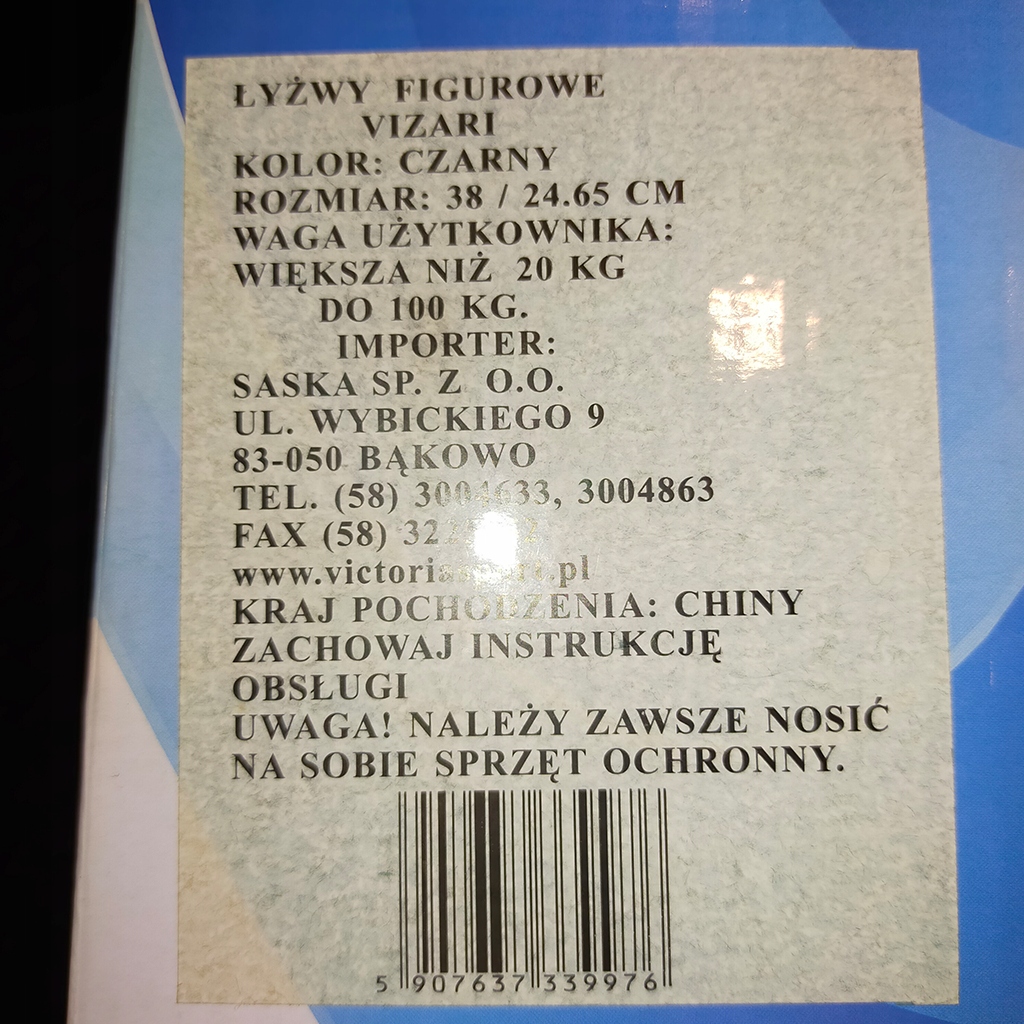 ŁYŻWY FIGUROWE
VIZARI
KOLOR: CZARNY
ROZMIAR: 38 / 24.65 CM
WAGA UŻYTKOWNIKA:
WIĘKSZA NIŻ 20 KG
DO 100 KG.
IMPORTER:
SASKA SP. Z O.O.
UL. WYBICKIEGO 9
83-050 BĄKOWO
TEL. (58) 3004633, 3004863
FAX (58)
KRAJ POCHODZENIA: CHINY
ZACHOWAJ INSTRUKCJĘ
OBSŁUGI
UWAGA! NALEŻY ZAWSZE NOSIĆ
NA SOBIE SPRZĘT OCHRONNY.
5 907637 339976